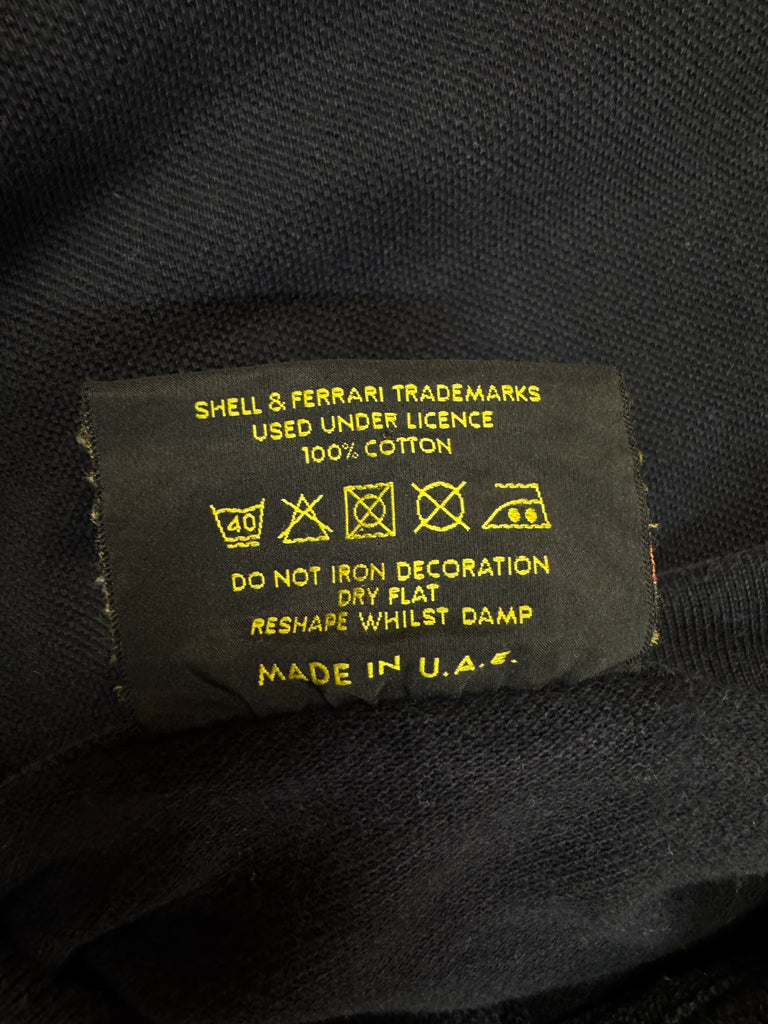 SHELL & FERRARI TRADEMARKS
USED UNDER LICENCE
100% COTTON
40
DO NOT IRON DECORATION
DRY FLAT
RESHAPE WHILST DAMP
MADE IN U.A.E.